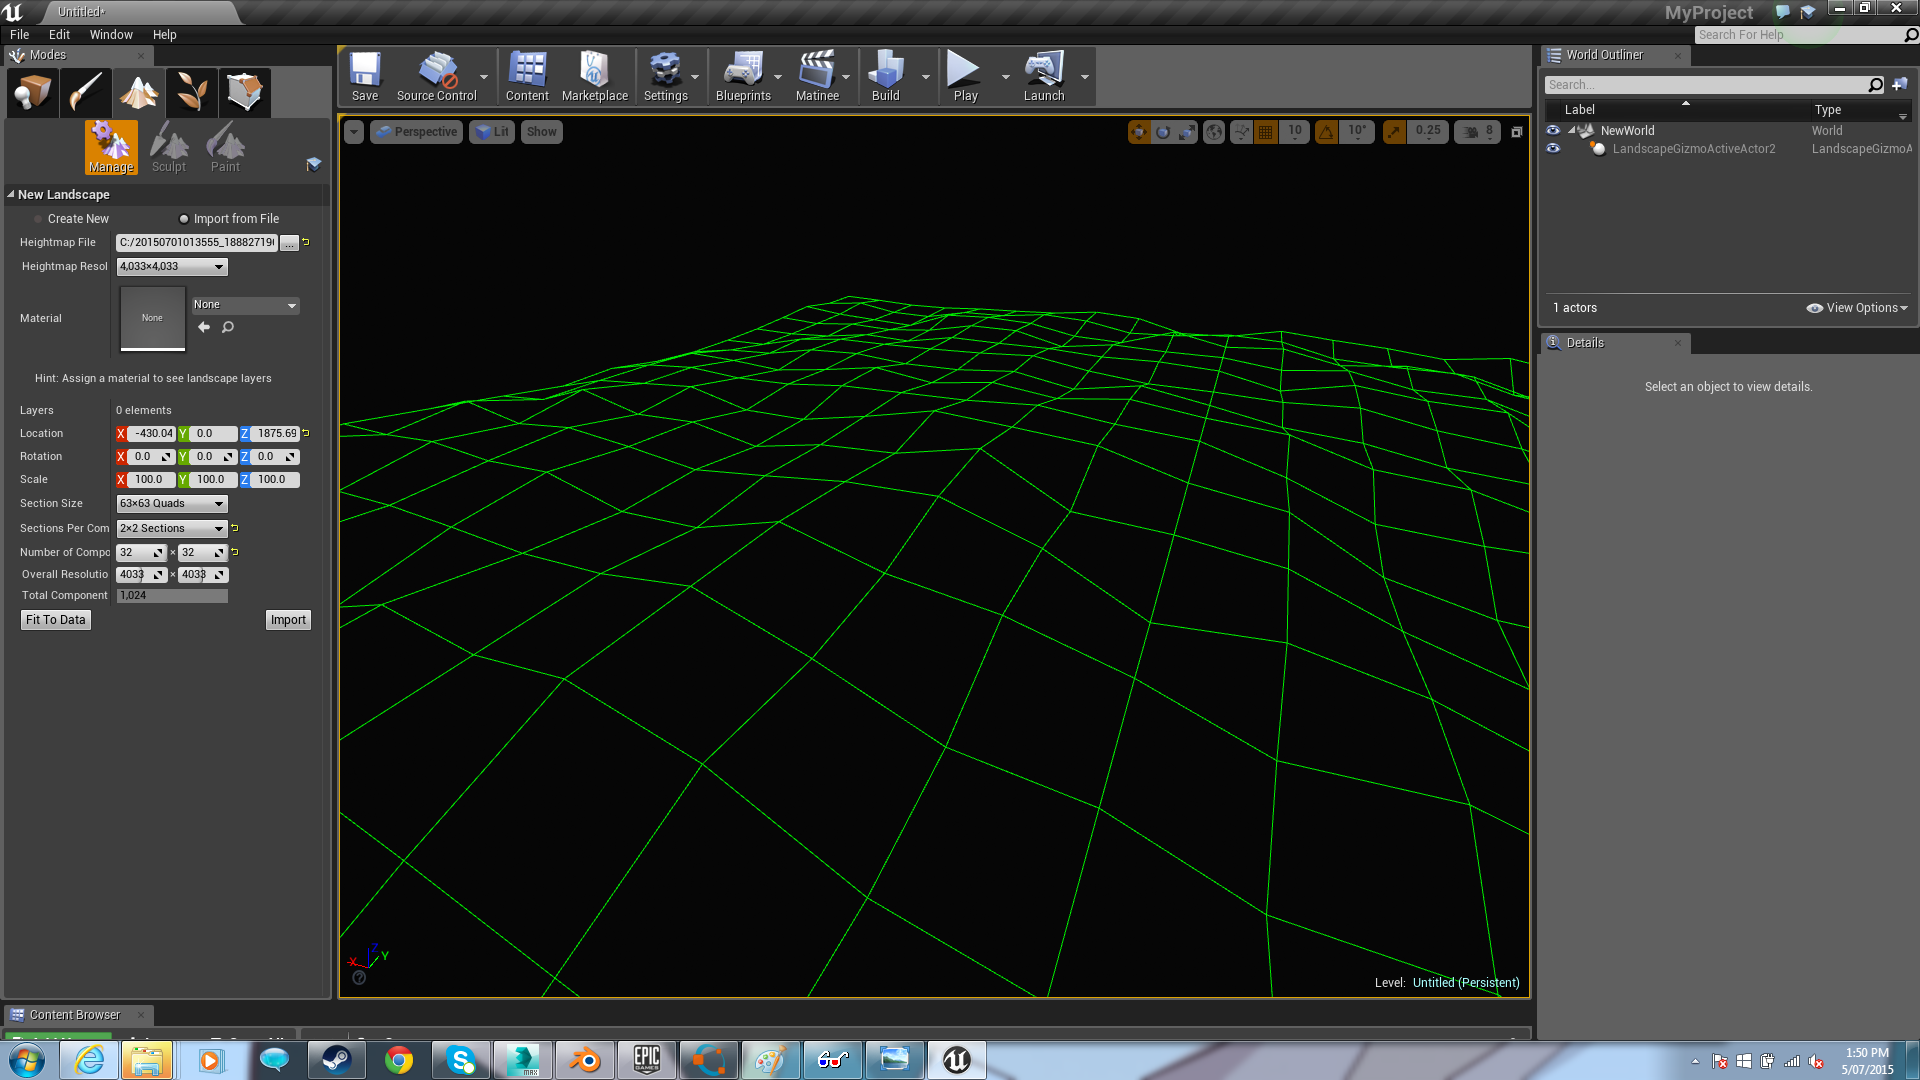 Untitled*
MyProject
File Edit Window Help
Search For Help
Modes
Save Source Control Content Marketplace Settings Blueprints Matinee Build Play Launch
World Outliner
Search...
Label Type
NewWorld World
LandscapeGizmoActiveActor2 LandscapeGizmoA
1 actors View Options
Details
Select an object to view details.
Perspective Lit Show
10 10° 0.25 8
Manage Sculpt Paint
New Landscape
Create New Import from File
Heightmap File C:/20150701013555_188827190 ...
Heightmap Resol 4,033×4,033
Material None None
Hint: Assign a material to see landscape layers
Layers 0 elements
Location X -430.04 Y 0.0 Z 1875.69
Rotation X 0.0 Y 0.0 Z 0.0
Scale X 100.0 Y 100.0 Z 100.0
Section Size 63×63 Quads
Sections Per Com 2×2 Sections
Number of Compo 32 × 32
Overall Resolutio 4033 × 4033
Total Component 1,024
Fit To Data Import
X Z Y
Level: Untitled (Persistent)
Content Browser
MAX
EPIC GAMES
1:50 PM
5/07/2015